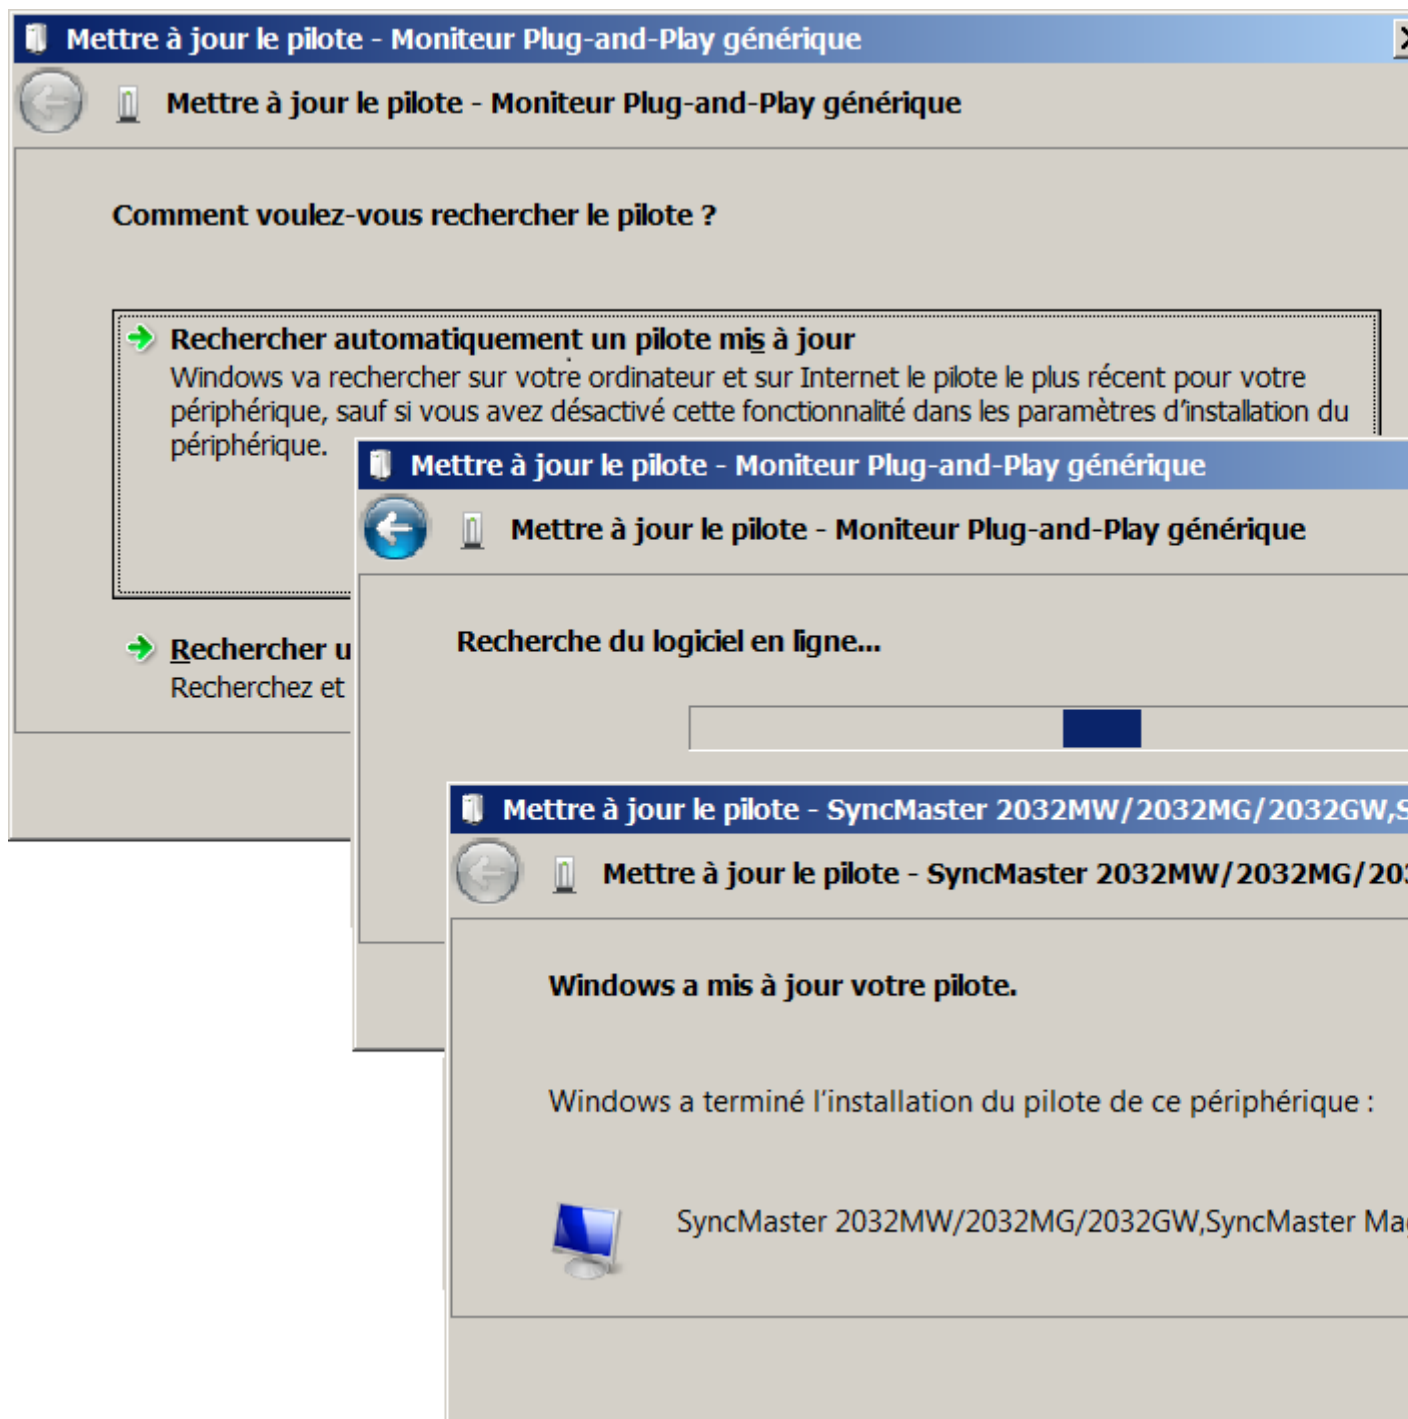 Mettre à jour le pilote - Moniteur Plug-and-Play générique
Mettre à jour le pilote - Moniteur Plug-and-Play générique
Comment voulez-vous rechercher le pilote ?
Rechercher automatiquement un pilote mis à jour
Windows va rechercher sur votre ordinateur et sur Internet le pilote le plus récent pour votre
périphérique, sauf si vous avez désactivé cette fonctionnalité dans les paramètres d'installation du
périphérique.
Rechercher u
Recherchez et
Mettre à jour le pilote - Moniteur Plug-and-Play générique
Mettre à jour le pilote - Moniteur Plug-and-Play générique
Recherche du logiciel en ligne...
Mettre à jour le pilote - SyncMaster 2032MW/2032MG/2032GW,S
Mettre à jour le pilote - SyncMaster 2032MW/2032MG/203
Windows a mis à jour votre pilote.
Windows a terminé l'installation du pilote de ce périphérique :
SyncMaster 2032MW/2032MG/2032GW,SyncMaster Mag